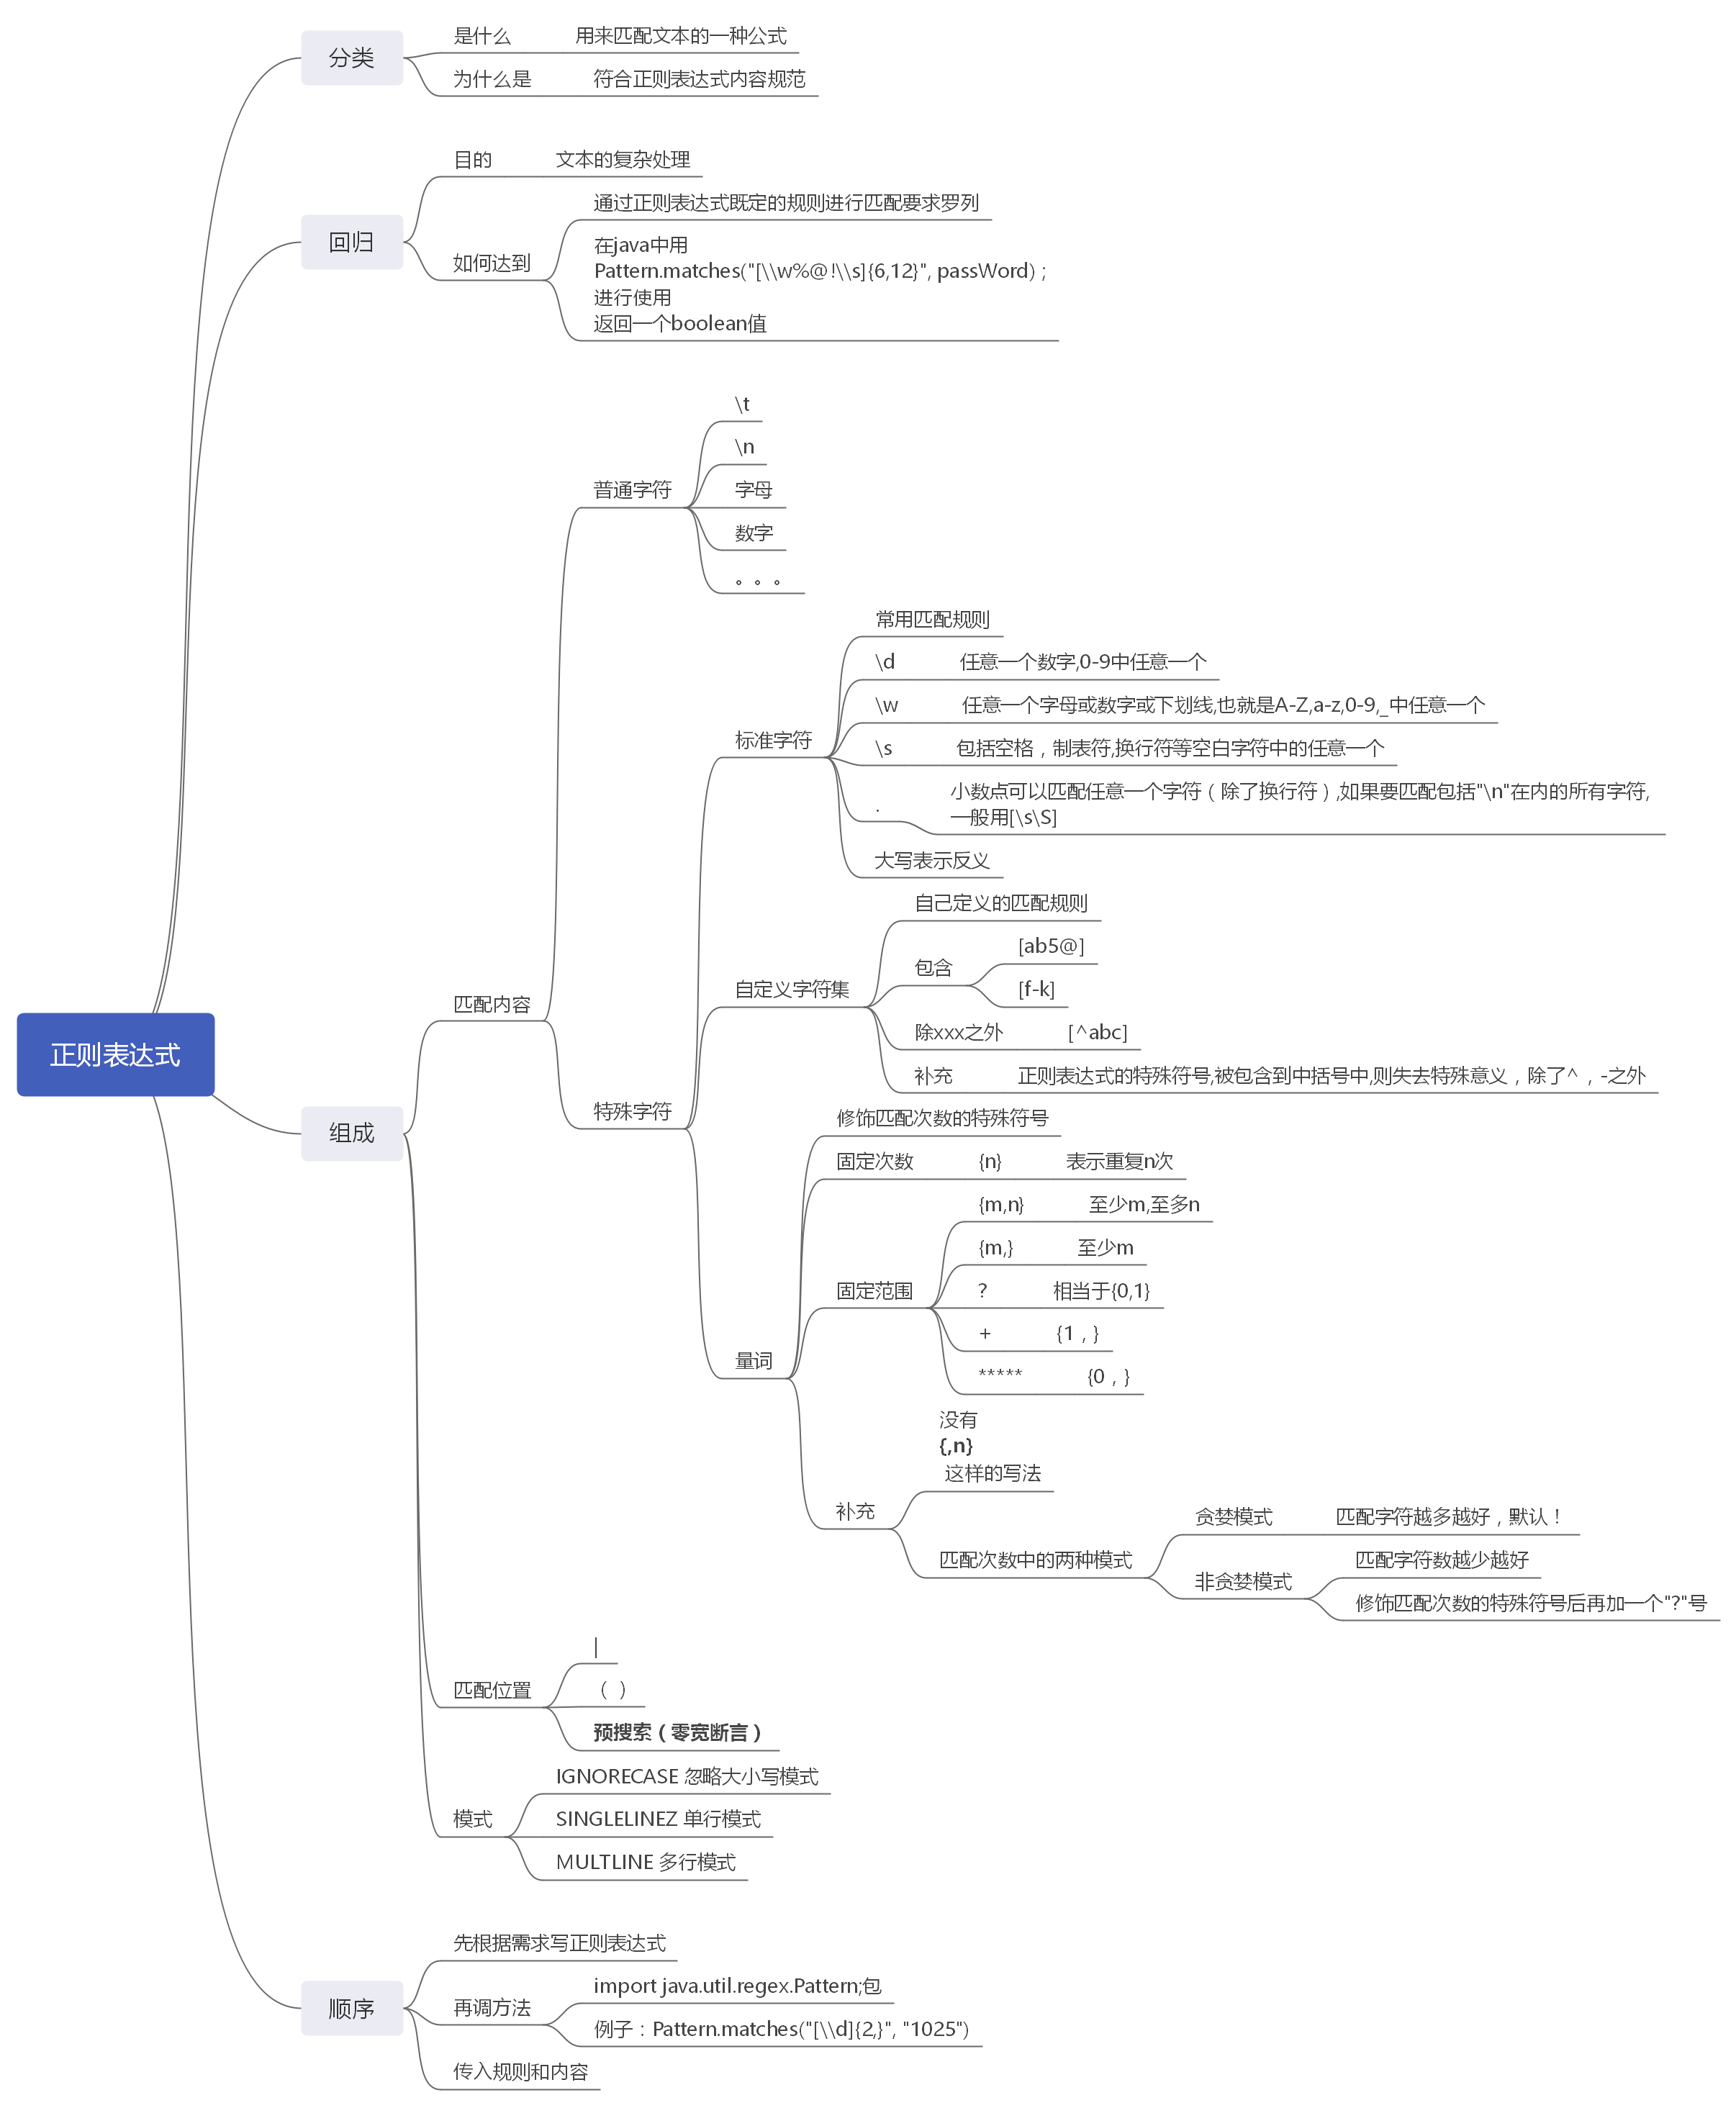 正则表达式
分类
是什么
用来匹配文本的一种公式
为什么是
符合正则表达式内容规范
回归
目的
文本的复杂处理
如何达到
通过正则表达式既定的规则进行匹配要求罗列
在java中用
Pattern.matches("[\\w%@!\\s]{6,12}", passWord) ;
进行使用
返回一个boolean值
组成
匹配内容
普通字符
\t
\n
字母
数字
。。。
特殊字符
标准字符
常用匹配规则
\d
任意一个数字,0-9中任意一个
\w
任意一个字母或数字或下划线,也就是A-Z,a-z,0-9,_中任意一个
\s
包括空格，制表符,换行符等空白字符中的任意一个
.
小数点可以匹配任意一个字符（除了换行符）,如果要匹配包括"\n"在内的所有字符,
一般用[\s\S]
大写表示反义
自定义字符集
自己定义的匹配规则
包含
[ab5@]
[f-k]
除xxx之外
[^abc]
补充
正则表达式的特殊符号,被包含到中括号中,则失去特殊意义，除了^，-之外
量词
修饰匹配次数的特殊符号
固定次数
{n}
表示重复n次
固定范围
{m,n}
至少m,至多n
{m,}
至少m
?
相当于{0,1}
+
{1，}
*****
{0，}
补充
没有
{,n}
这样的写法
匹配次数中的两种模式
贪婪模式
匹配字符越多越好，默认！
非贪婪模式
匹配字符数越少越好
修饰匹配次数的特殊符号后再加一个"?"号
匹配位置
|
（ ）
预搜索（零宽断言）
模式
IGNORECASE 忽略大小写模式
SINGLELINEZ 单行模式
MULTLINE 多行模式
顺序
先根据需求写正则表达式
再调方法
import java.util.regex.Pattern;包
例子：Pattern.matches("[\\d]{2,}", "1025")
传入规则和内容